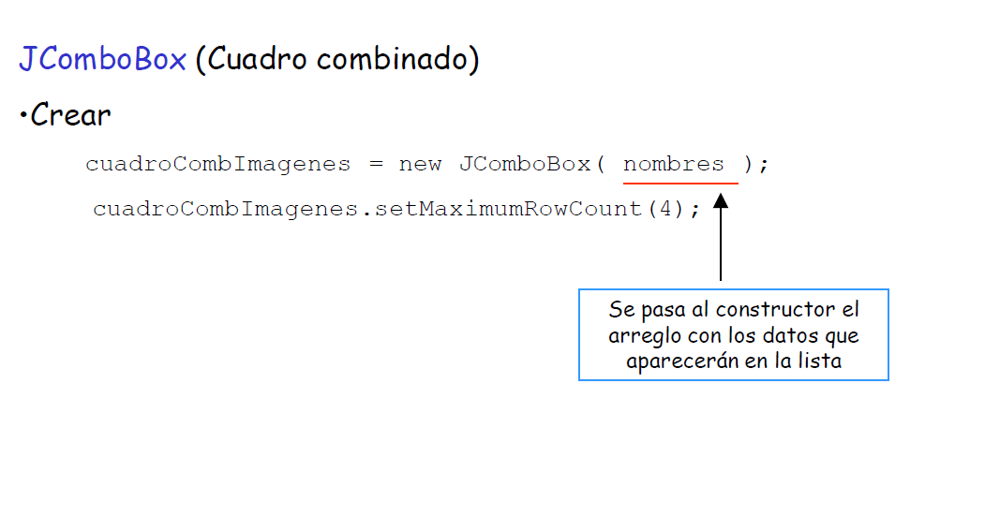 JComboBox (Cuadro combinado)
•Crear
cuadroCombImagenes = new JComboBox( nombres );
cuadroCombImagenes.setMaximumRowCount(4);
Se pasa al constructor el
arreglo con los datos que
aparecerán en la lista